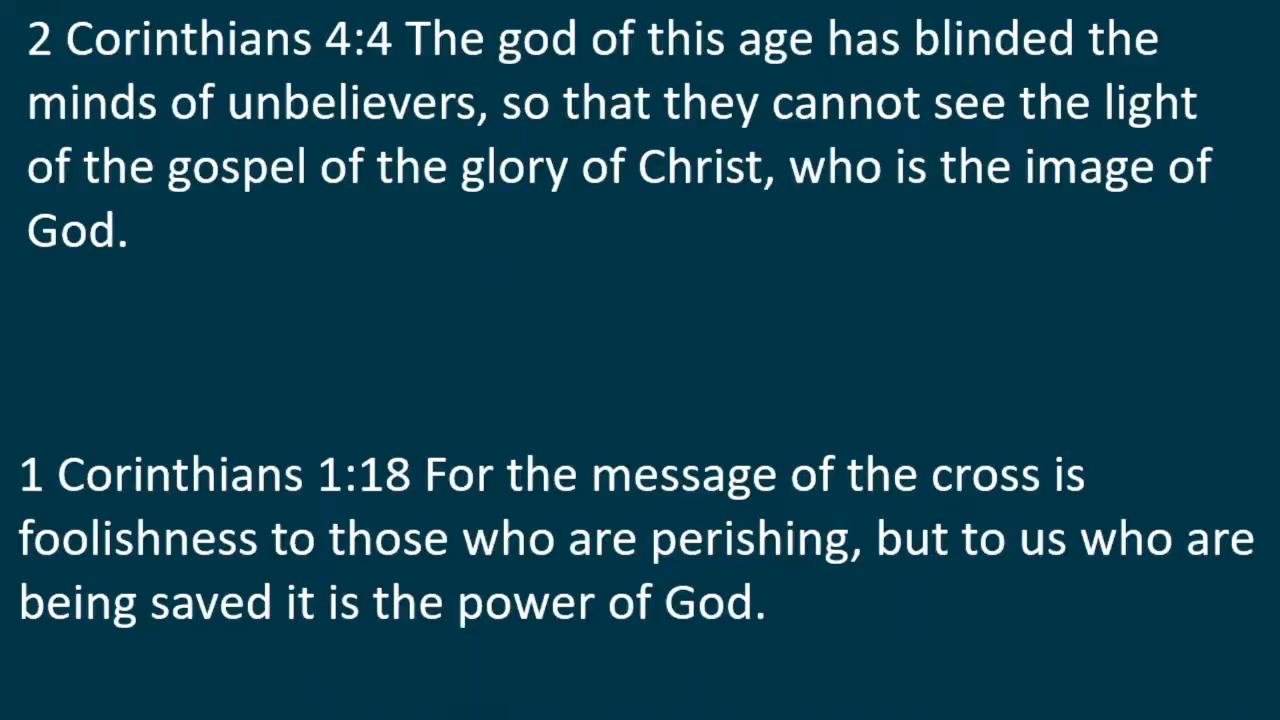 2 Corinthians 4:4 The god of this age has blinded the
minds of unbelievers, so that they cannot see the light
of the gospel of the glory of Christ, who is the image of
God.
1 Corinthians 1:18 For the message of the cross is
foolishness to those who are perishing, but to us who are
being saved it is the power of God.